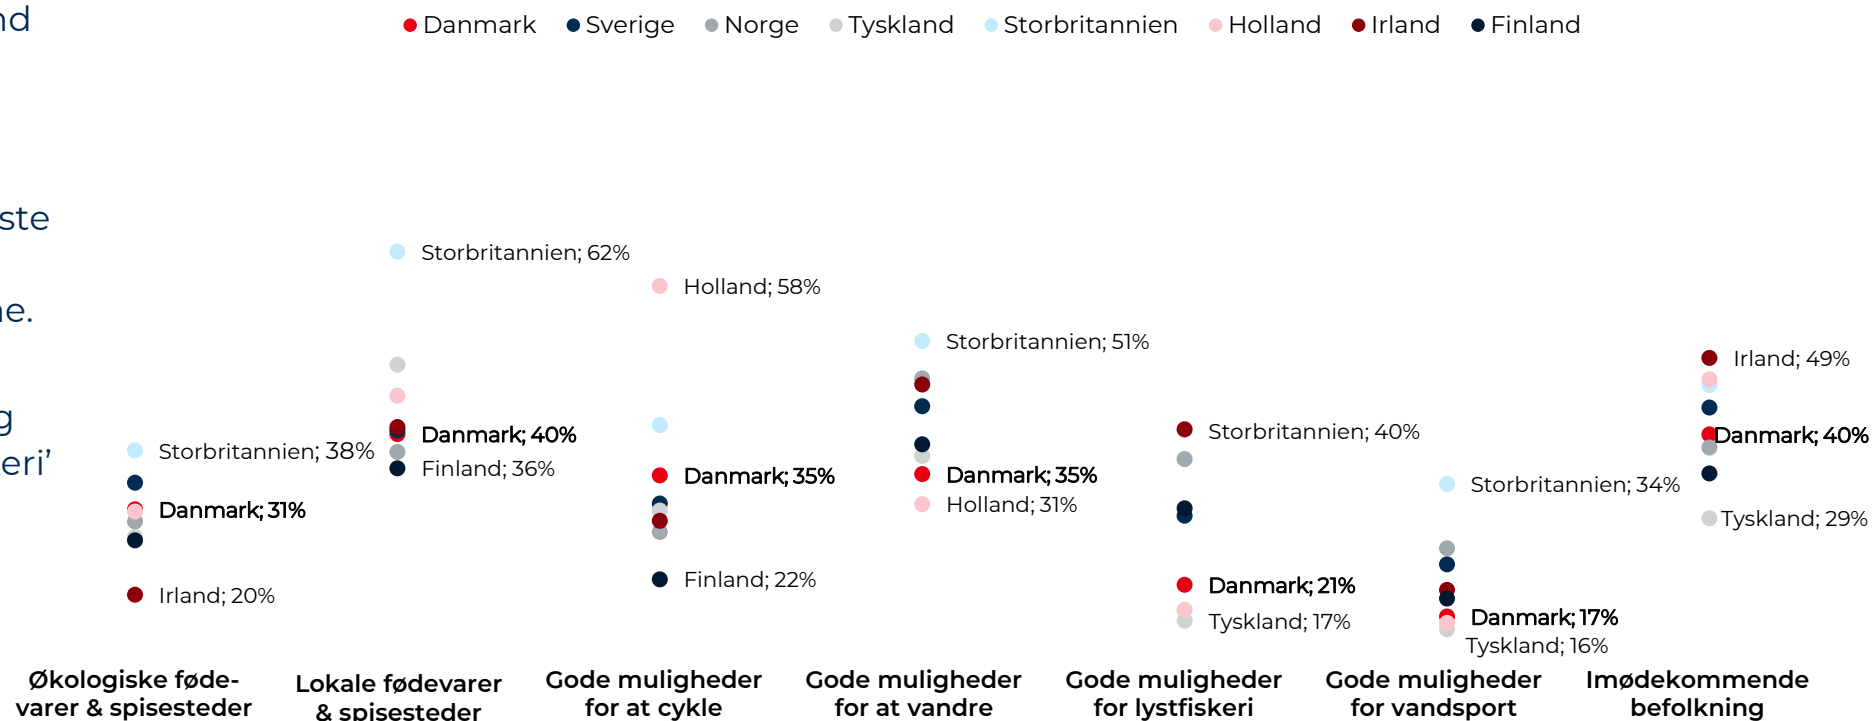 nd
ste
ne.
g
eri’
Danmark Sverige Norge Tyskland Storbritannien Holland Irland Finland
Storbritannien; 38%
Danmark; 31%
Irland; 20%
Storbritannien; 62%
Danmark; 40%
Finland; 36%
Holland; 58%
Danmark; 35%
Finland; 22%
Storbritannien; 51%
Danmark; 35%
Holland; 31%
Storbritannien; 40%
Danmark; 21%
Tyskland; 17%
Storbritannien; 34%
Danmark; 17%
Tyskland; 16%
Irland; 49%
Danmark; 40%
Tyskland; 29%
Økologiske føde-
varer & spisesteder
Lokale fødevarer
& spisesteder
Gode muligheder
for at cykle
Gode muligheder
for at vandre
Gode muligheder
for lystfiskeri
Gode muligheder
for vandsport
Imødekommende
befolkning